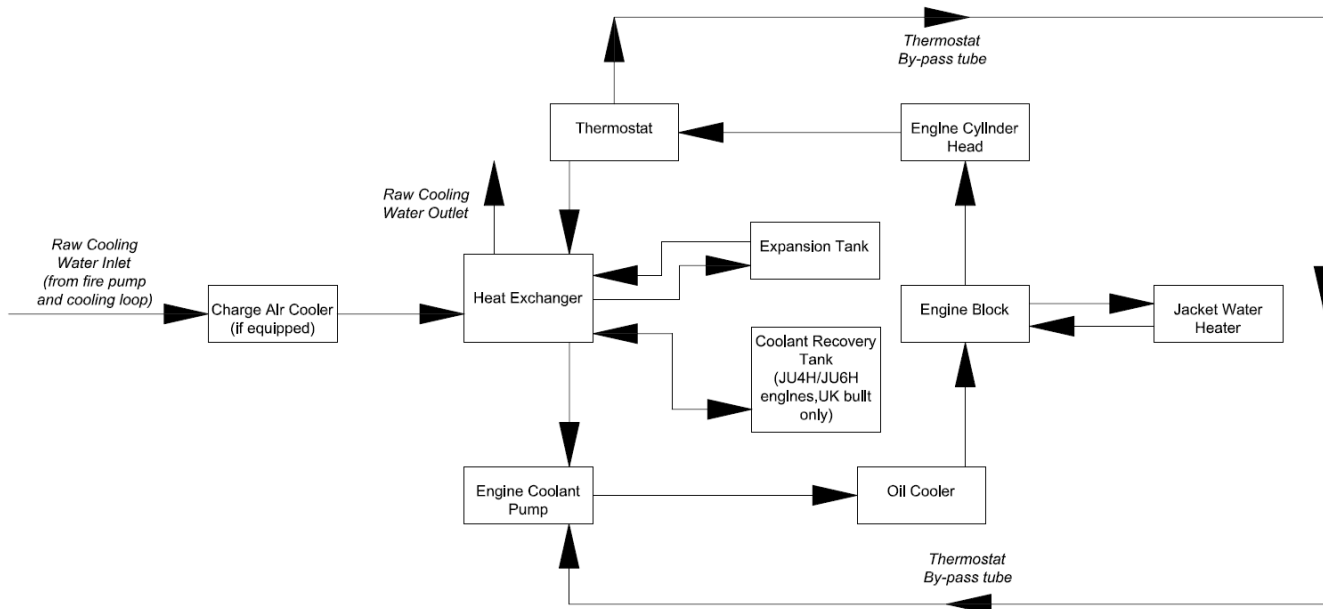 Thermostat
By-pass tube
Thermostat
Engine Cylinder
Head
Raw Cooling
Water Outlet
Raw Cooling
Water Inlet
(from fire pump
and cooling loop)
Expansion Tank
Charge Air Cooler
(if equipped)
Heat Exchanger
Engine Block
Jacket Water
Heater
Coolant Recovery
Tank
(JU4H/JU6H
engines,UK built
only)
Engine Coolant
Pump
Oil Cooler
Thermostat
By-pass tube